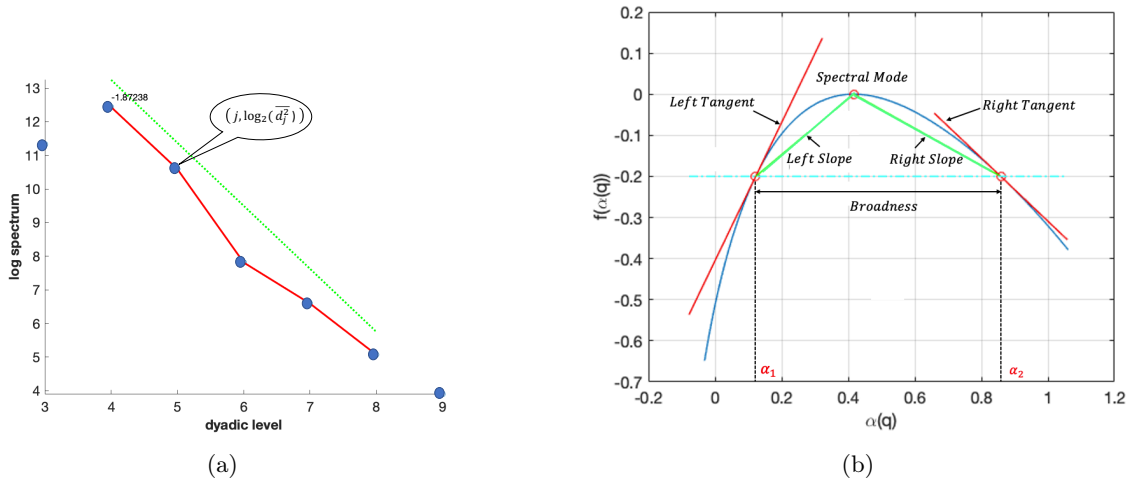 13
12
11
10
9
8
7
6
5
4
3
4
5
6
7
8
9
log spectrum
dyadic level
-1.87238
(j, log₂(d̅ⱼ²))
(a)
0.2
0.1
0
-0.1
-0.2
-0.3
-0.4
-0.5
-0.6
-0.7
-0.2
0
0.2
0.4
0.6
0.8
1
1.2
f(α(q))
α(q)
Spectral Mode
Left Tangent
Right Tangent
Left Slope
Right Slope
Broadness
α₁
α₂
(b)